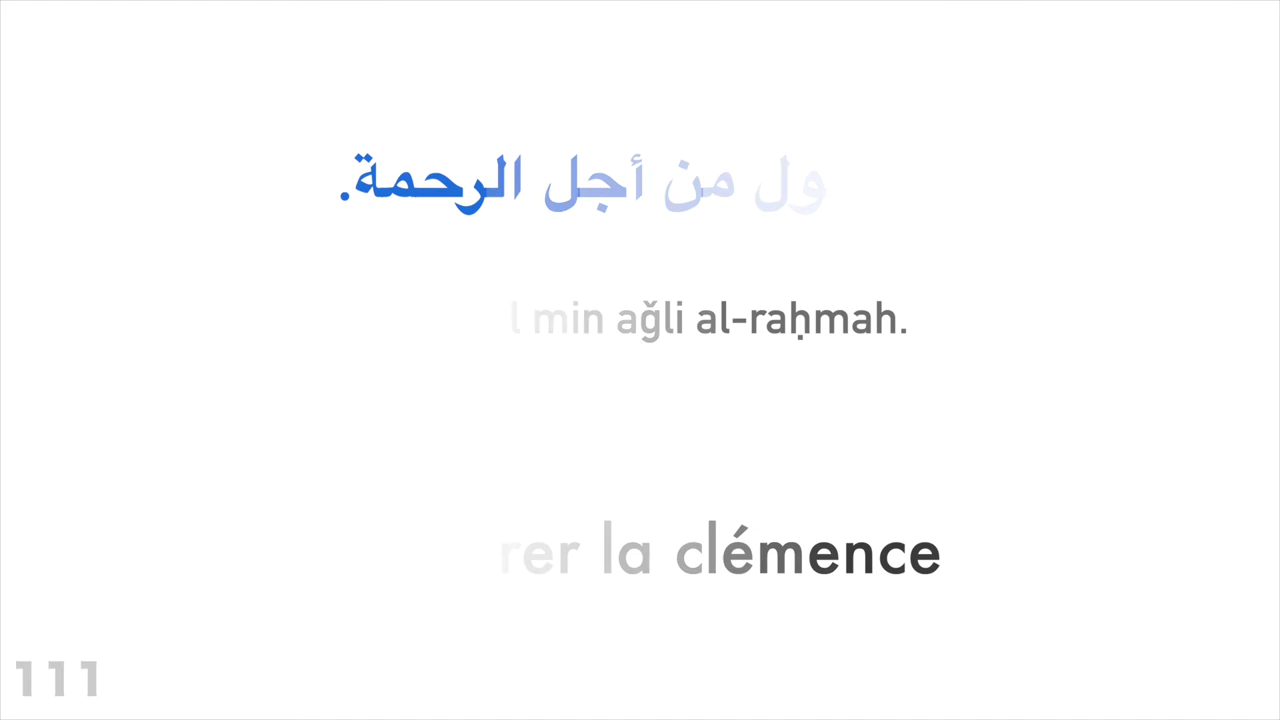 ول من أجل الرحمة.
l min ağli al-raḥmah.
rer la clémence
111